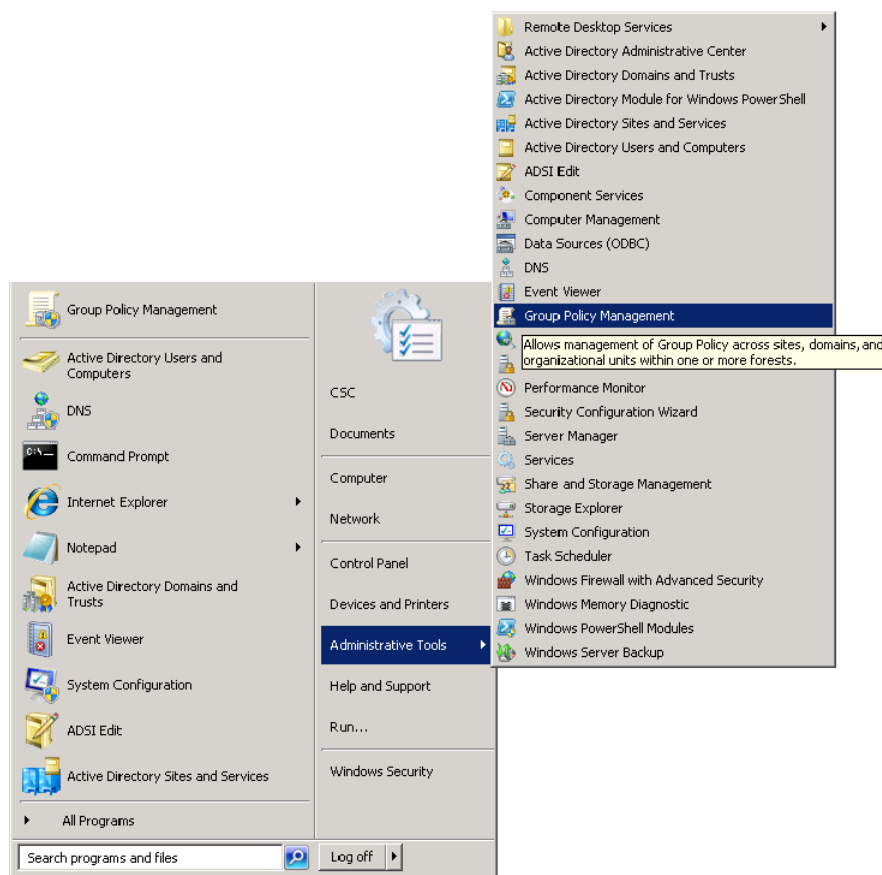 Remote Desktop Services
Active Directory Administrative Center
Active Directory Domains and Trusts
Active Directory Module for Windows PowerShell
Active Directory Sites and Services
Active Directory Users and Computers
ADSI Edit
Component Services
Computer Management
Data Sources (ODBC)
DNS
Event Viewer
Group Policy Management
Allows management of Group Policy across sites, domains, and
organizational units within one or more forests.
Performance Monitor
Security Configuration Wizard
Server Manager
Services
Share and Storage Management
Storage Explorer
System Configuration
Task Scheduler
Windows Firewall with Advanced Security
Windows Memory Diagnostic
Windows PowerShell Modules
Windows Server Backup
Group Policy Management
Active Directory Users and
Computers
DNS
C:\
Command Prompt
Internet Explorer
Notepad
Active Directory Domains and
Trusts
Event Viewer
System Configuration
ADSI Edit
Active Directory Sites and Services
All Programs
Search programs and files
CSC
Documents
Computer
Network
Control Panel
Devices and Printers
Administrative Tools
Help and Support
Run...
Windows Security
Log off